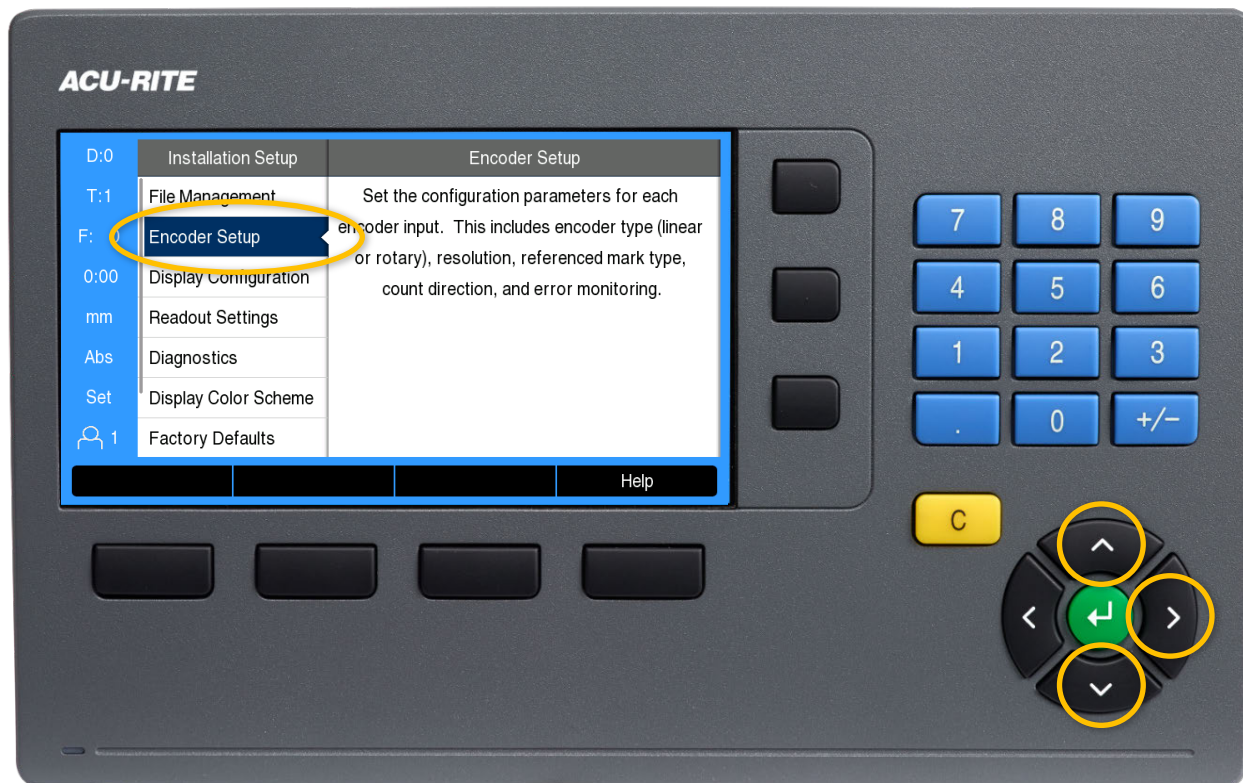 ACU-RITE
D:0
Installation Setup
Encoder Setup
T:1
File Management
Set the configuration parameters for each
F:
Encoder Setup
encoder input. This includes encoder type (linear
or rotary), resolution, referenced mark type,
0:00
Display Configuration
count direction, and error monitoring.
mm
Readout Settings
Abs
Diagnostics
Set
Display Color Scheme
1
Factory Defaults
Help
7 8 9
4 5 6
1 2 3
. 0 +/−
C